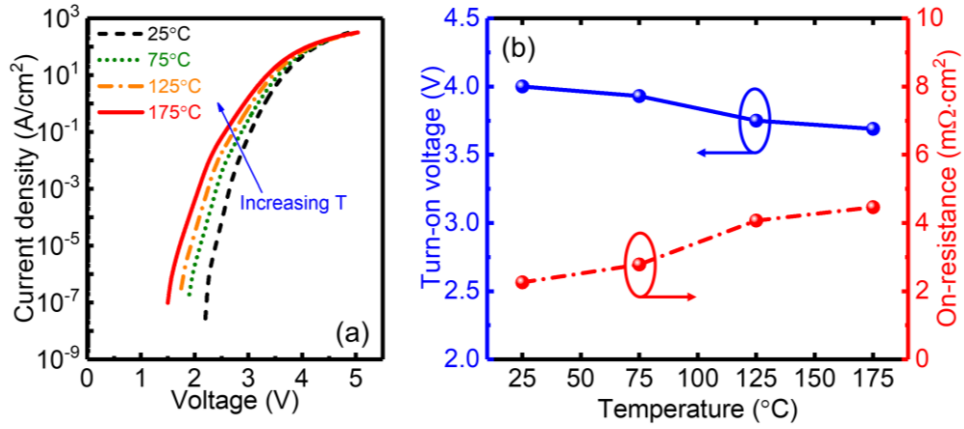 Current density (A/cm²)
10³
10¹
10⁻¹
10⁻³
10⁻⁵
10⁻⁷
10⁻⁹
25°C
75°C
125°C
175°C
Increasing T
(a)
0 1 2 3 4 5
Voltage (V)
Turn-on voltage (V)
4.5
4.0
3.5
3.0
2.5
2.0
(b)
25 50 75 100 125 150 175
Temperature (°C)
10
8
6
4
2
0
On-resistance (mΩ·cm²)